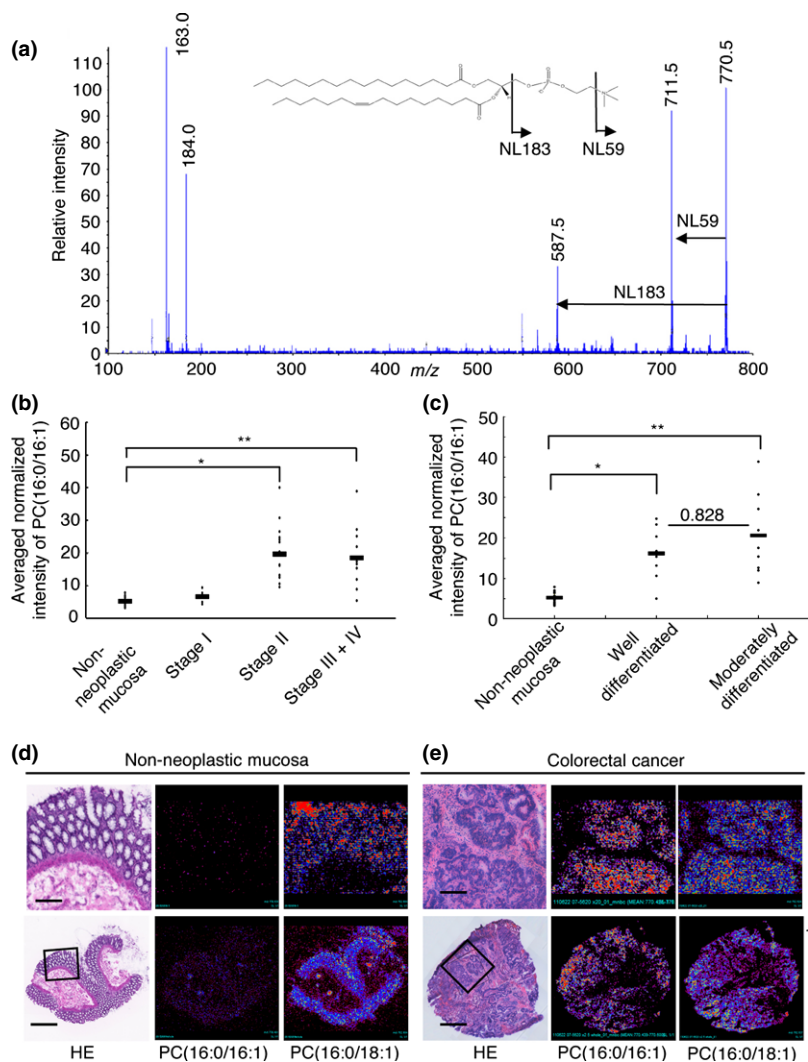 (a)
163.0
184.0
587.5
711.5
770.5
Relative intensity
110
100
90
80
70
60
50
40
30
20
10
0
100
200
300
400
500
600
700
800
m/z
NL183
NL59
NL59
NL183
(b)
Averaged normalized
intensity of PC(16:0/16:1)
60
50
40
30
20
10
0
**
*
Non-
neoplastic
mucosa
Stage I
Stage II
Stage III + IV
(c)
Averaged normalized
intensity of PC(16:0/16:1)
50
40
30
20
10
0
**
*
0.828
Non-neoplastic
mucosa
Well
differentiated
Moderately
differentiated
(d)
Non-neoplastic mucosa
HE
PC(16:0/16:1)
PC(16:0/18:1)
(e)
Colorectal cancer
HE
PC(16:0/16:1)
PC(16:0/18:1)